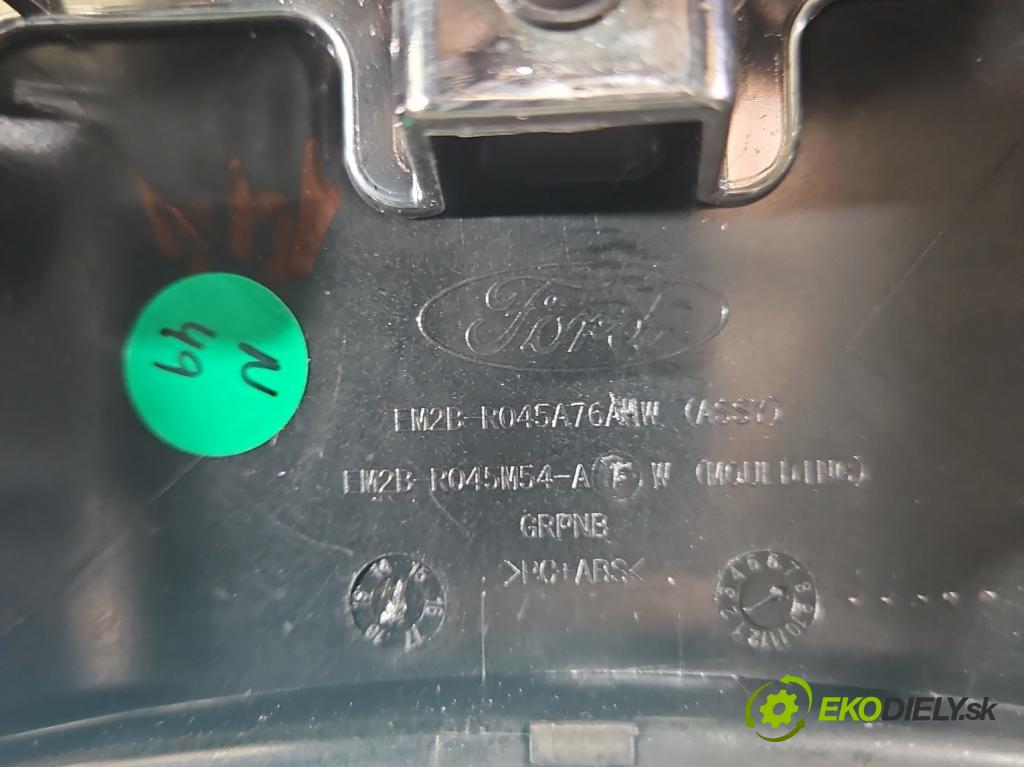 Ford
49
N
EM2B-R045A76AMW (ASSY)
EM2B-R045M54-A F W (MOULDING)
GRPNB
>PC+ABS<
EKODIELY.sk